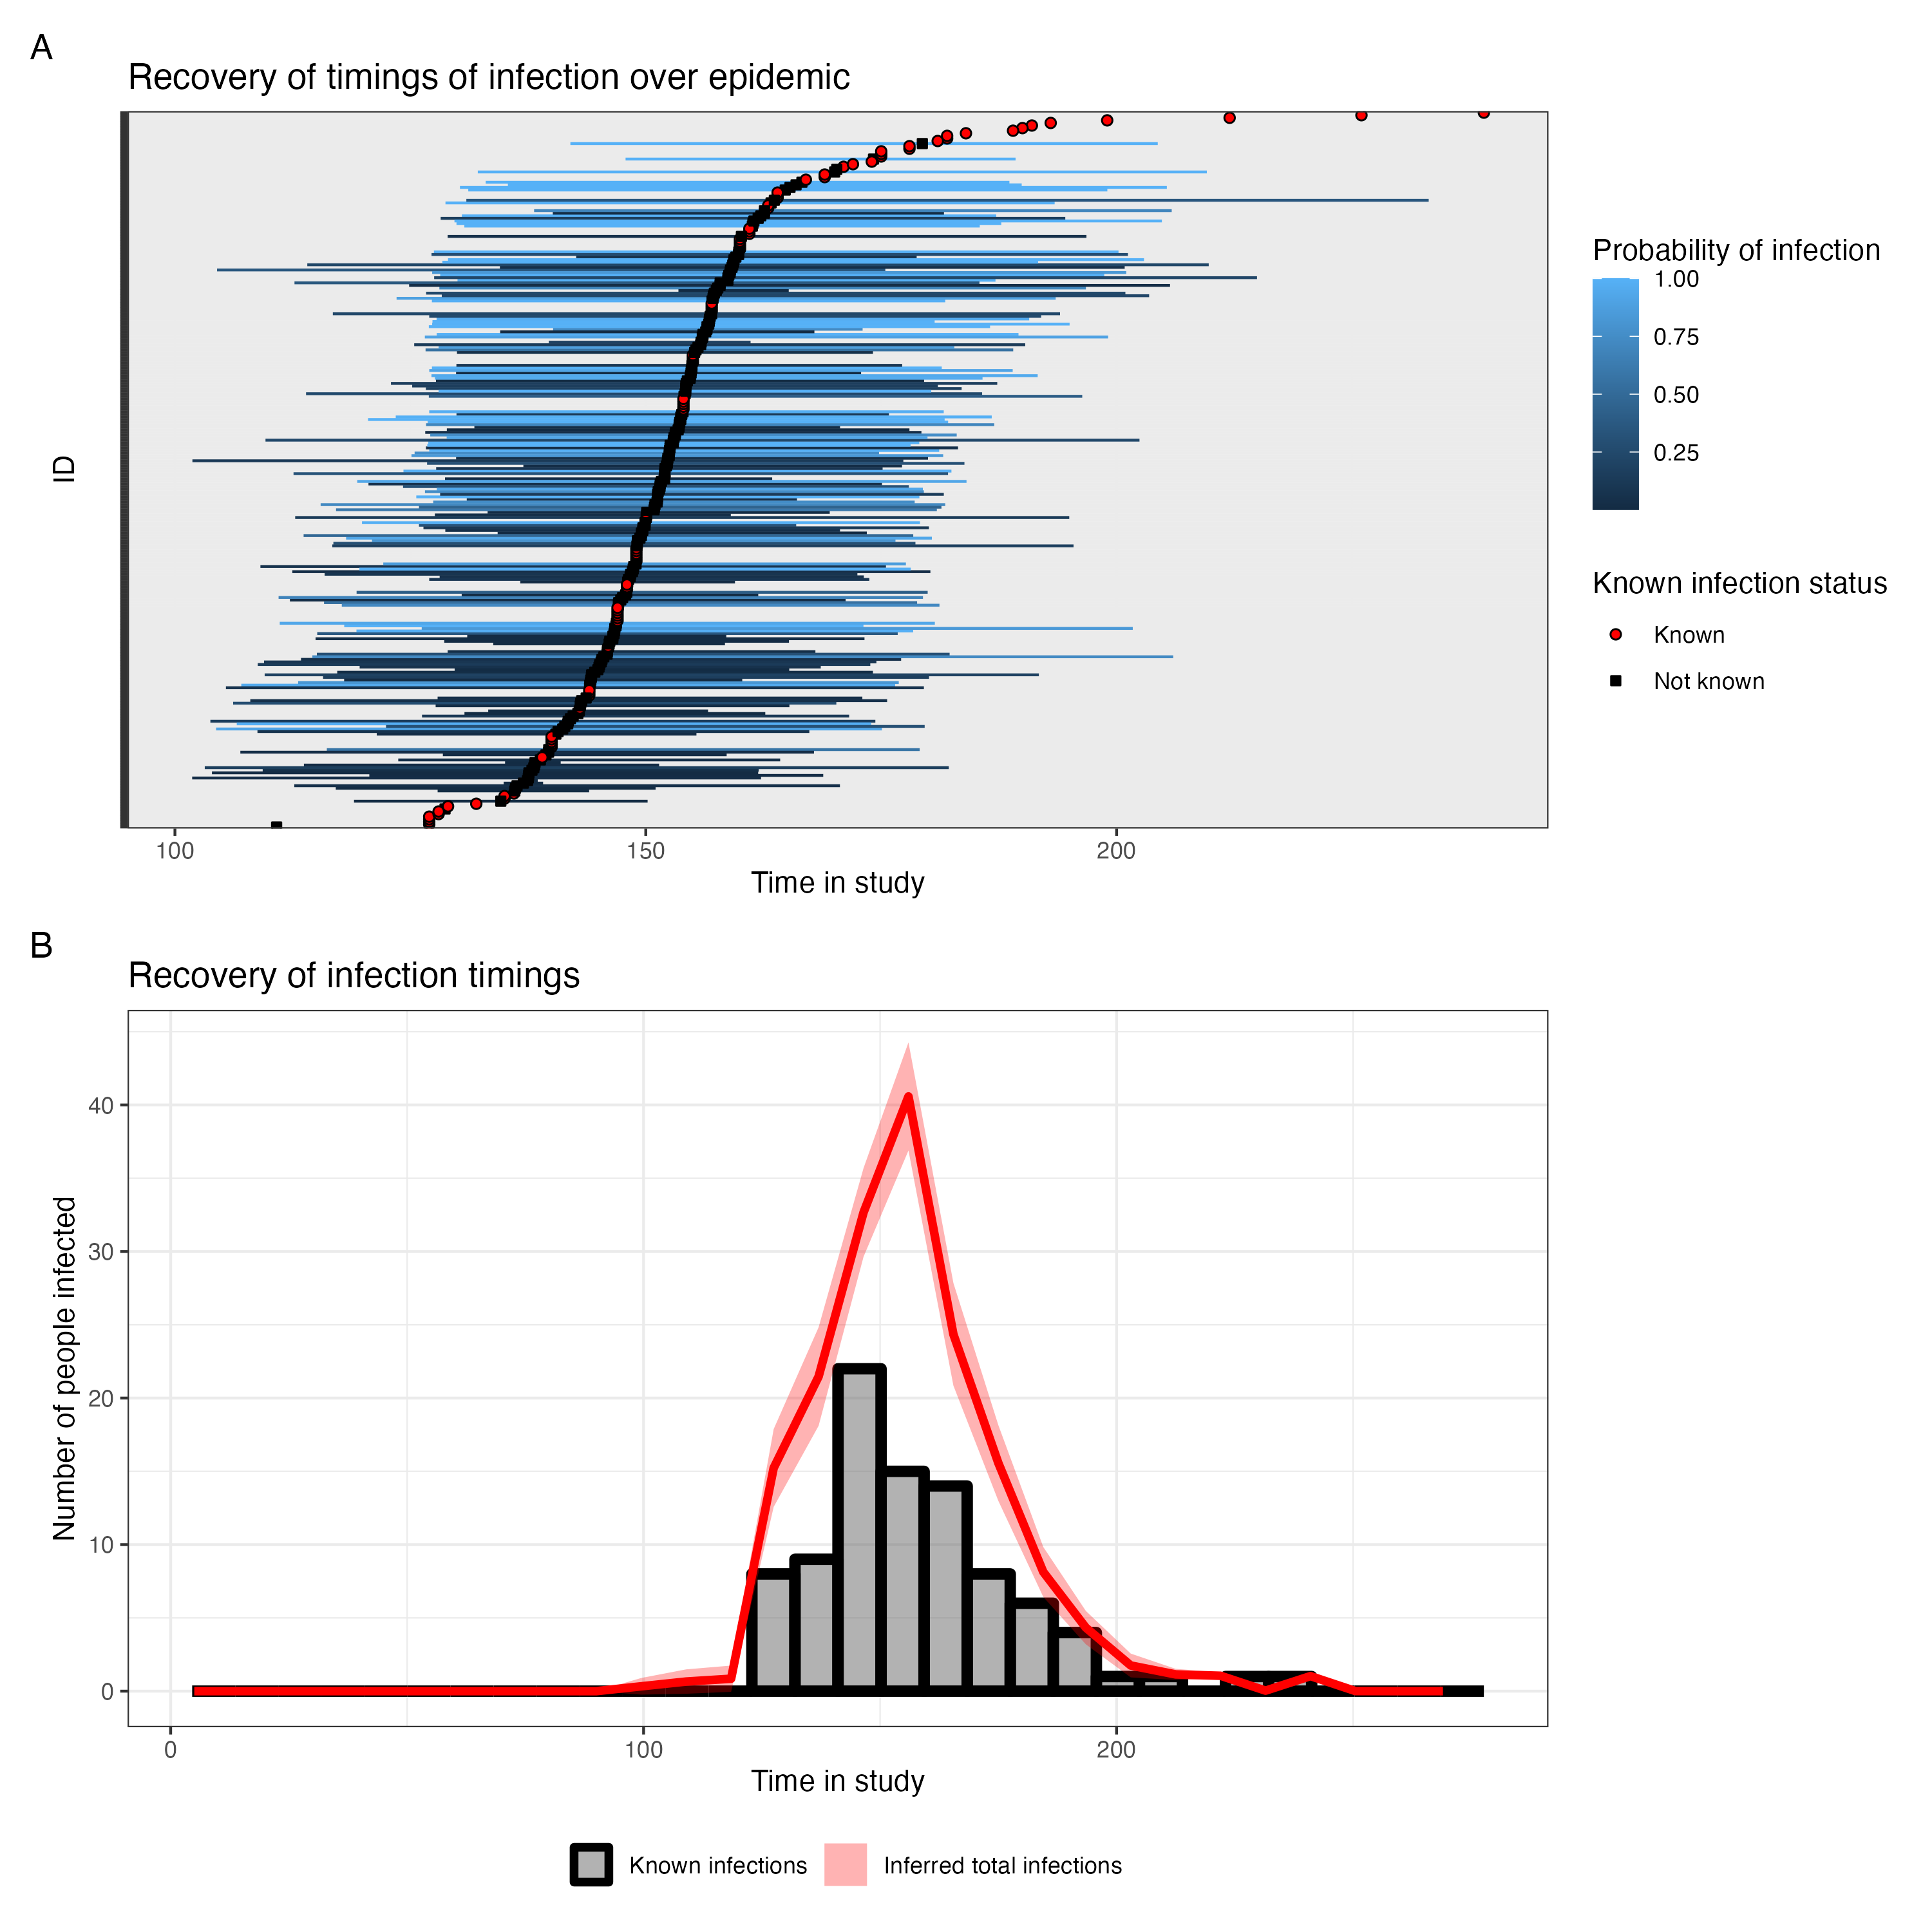 A
Recovery of timings of infection over epidemic
ID
100 150 200
Time in study
Probability of infection
1.00
0.75
0.50
0.25
Known infection status
Known
Not known
B
Recovery of infection timings
Number of people infected
40
30
20
10
0
0 100 200
Time in study
Known infections Inferred total infections